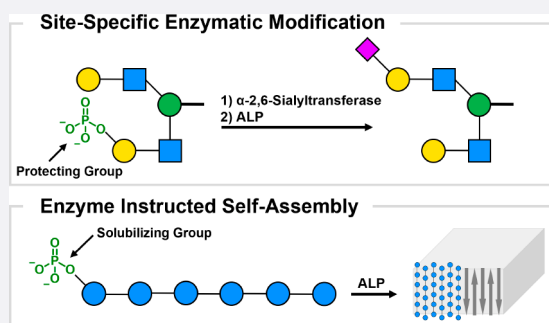 Site-Specific Enzymatic Modification
O
−O P O
O
−
Protecting Group
1) α-2,6-Sialyltransferase
2) ALP
Enzyme Instructed Self-Assembly
O
−O P O
O
−
Solubilizing Group
ALP